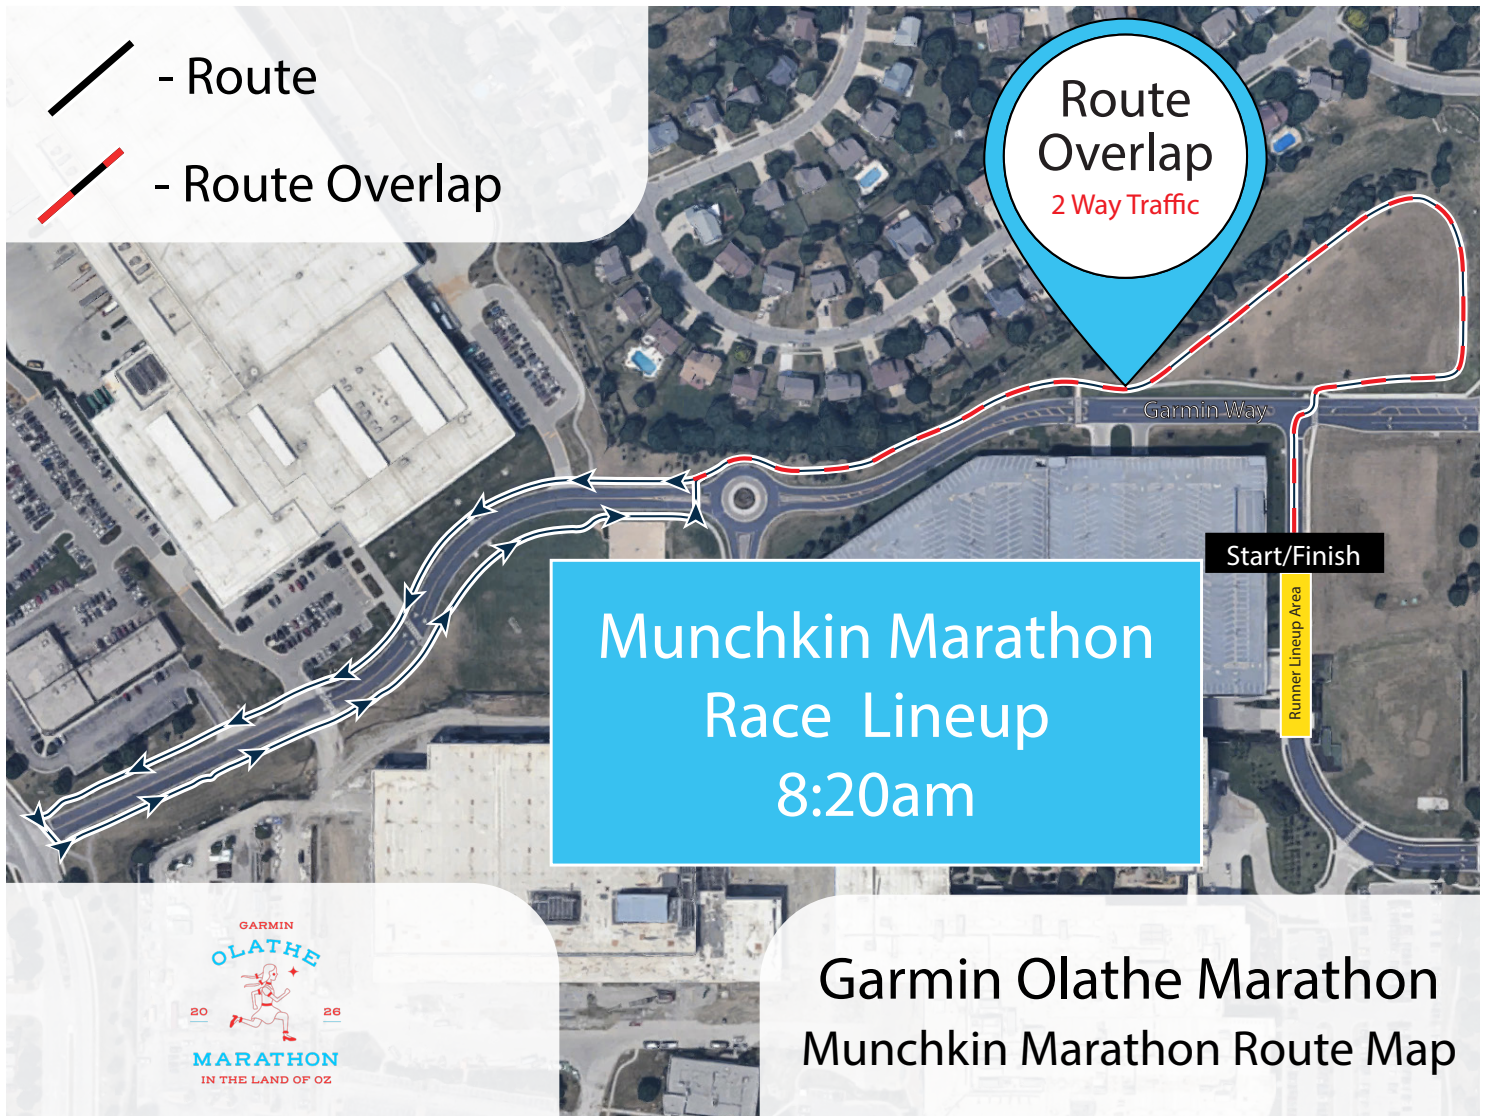 - Route
- Route Overlap
Route
Overlap
2 Way Traffic
Garmin Way
Start/Finish
Runner Lineup Area
Munchkin Marathon
Race Lineup
8:20am
GARMIN
OLATHE
20 26
MARATHON
IN THE LAND OF OZ
Garmin Olathe Marathon
Munchkin Marathon Route Map